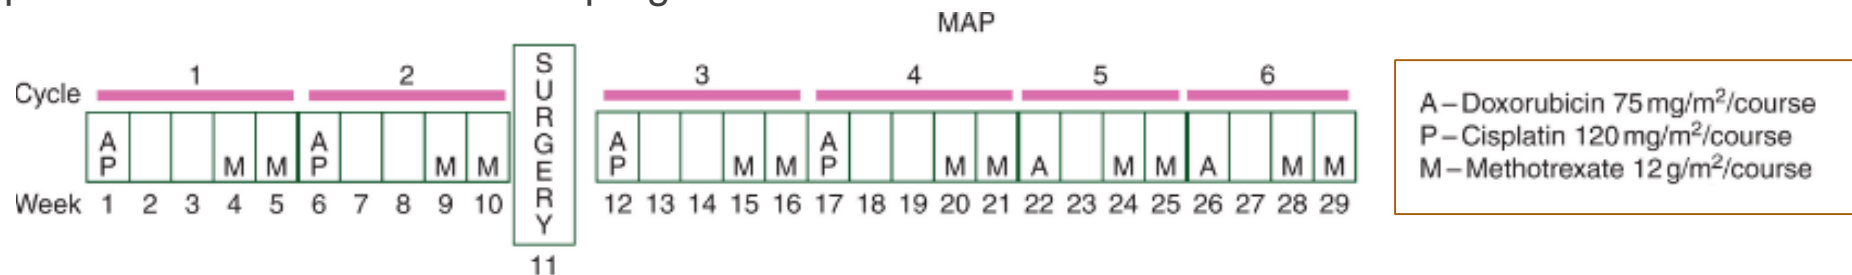 MAP
Cycle 1 2 3 4 5 6
A P M M A P M M
SURGERY
A P M M A P M M A M M A M M
Week 1 2 3 4 5 6 7 8 9 10
11
12 13 14 15 16 17 18 19 20 21 22 23 24 25 26 27 28 29
A – Doxorubicin 75 mg/m²/course
P – Cisplatin 120 mg/m²/course
M – Methotrexate 12 g/m²/course